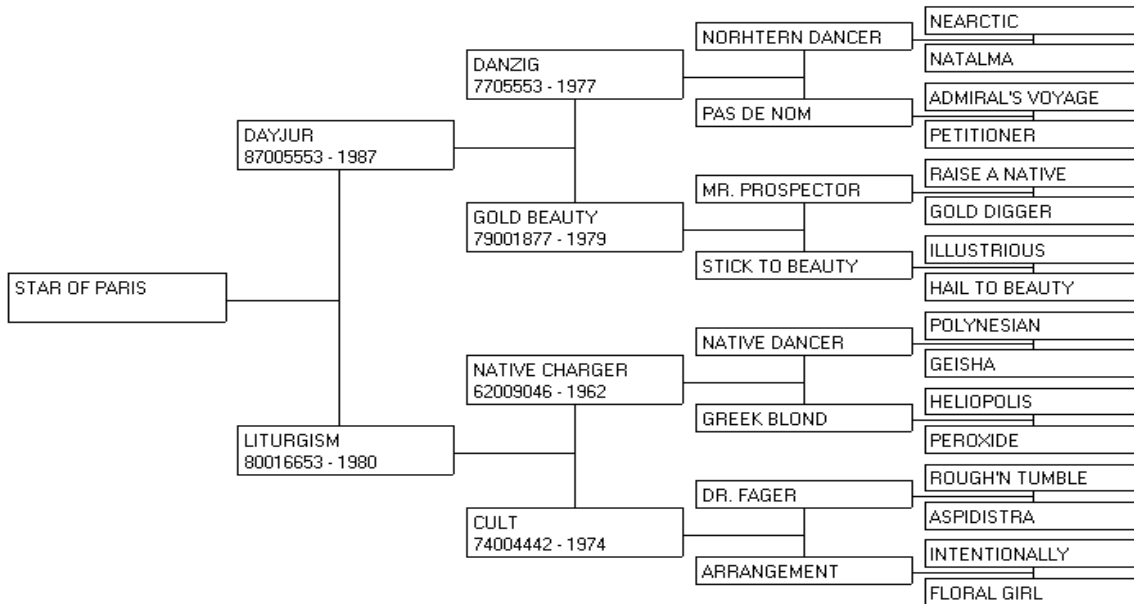 NEARCTIC
NORHTERN DANCER
NATALMA
DANZIG
7705553 - 1977
ADMIRAL'S VOYAGE
PAS DE NOM
PETITIONER
DAYJUR
87005553 - 1987
RAISE A NATIVE
MR. PROSPECTOR
GOLD DIGGER
GOLD BEAUTY
79001877 - 1979
ILLUSTRIOUS
STICK TO BEAUTY
HAIL TO BEAUTY
STAR OF PARIS
POLYNESIAN
NATIVE DANCER
GEISHA
NATIVE CHARGER
62009046 - 1962
HELIOPOLIS
GREEK BLOND
PEROXIDE
LITURGISM
80016653 - 1980
ROUGH'N TUMBLE
DR. FAGER
ASPIDISTRA
CULT
74004442 - 1974
INTENTIONALLY
ARRANGEMENT
FLORAL GIRL